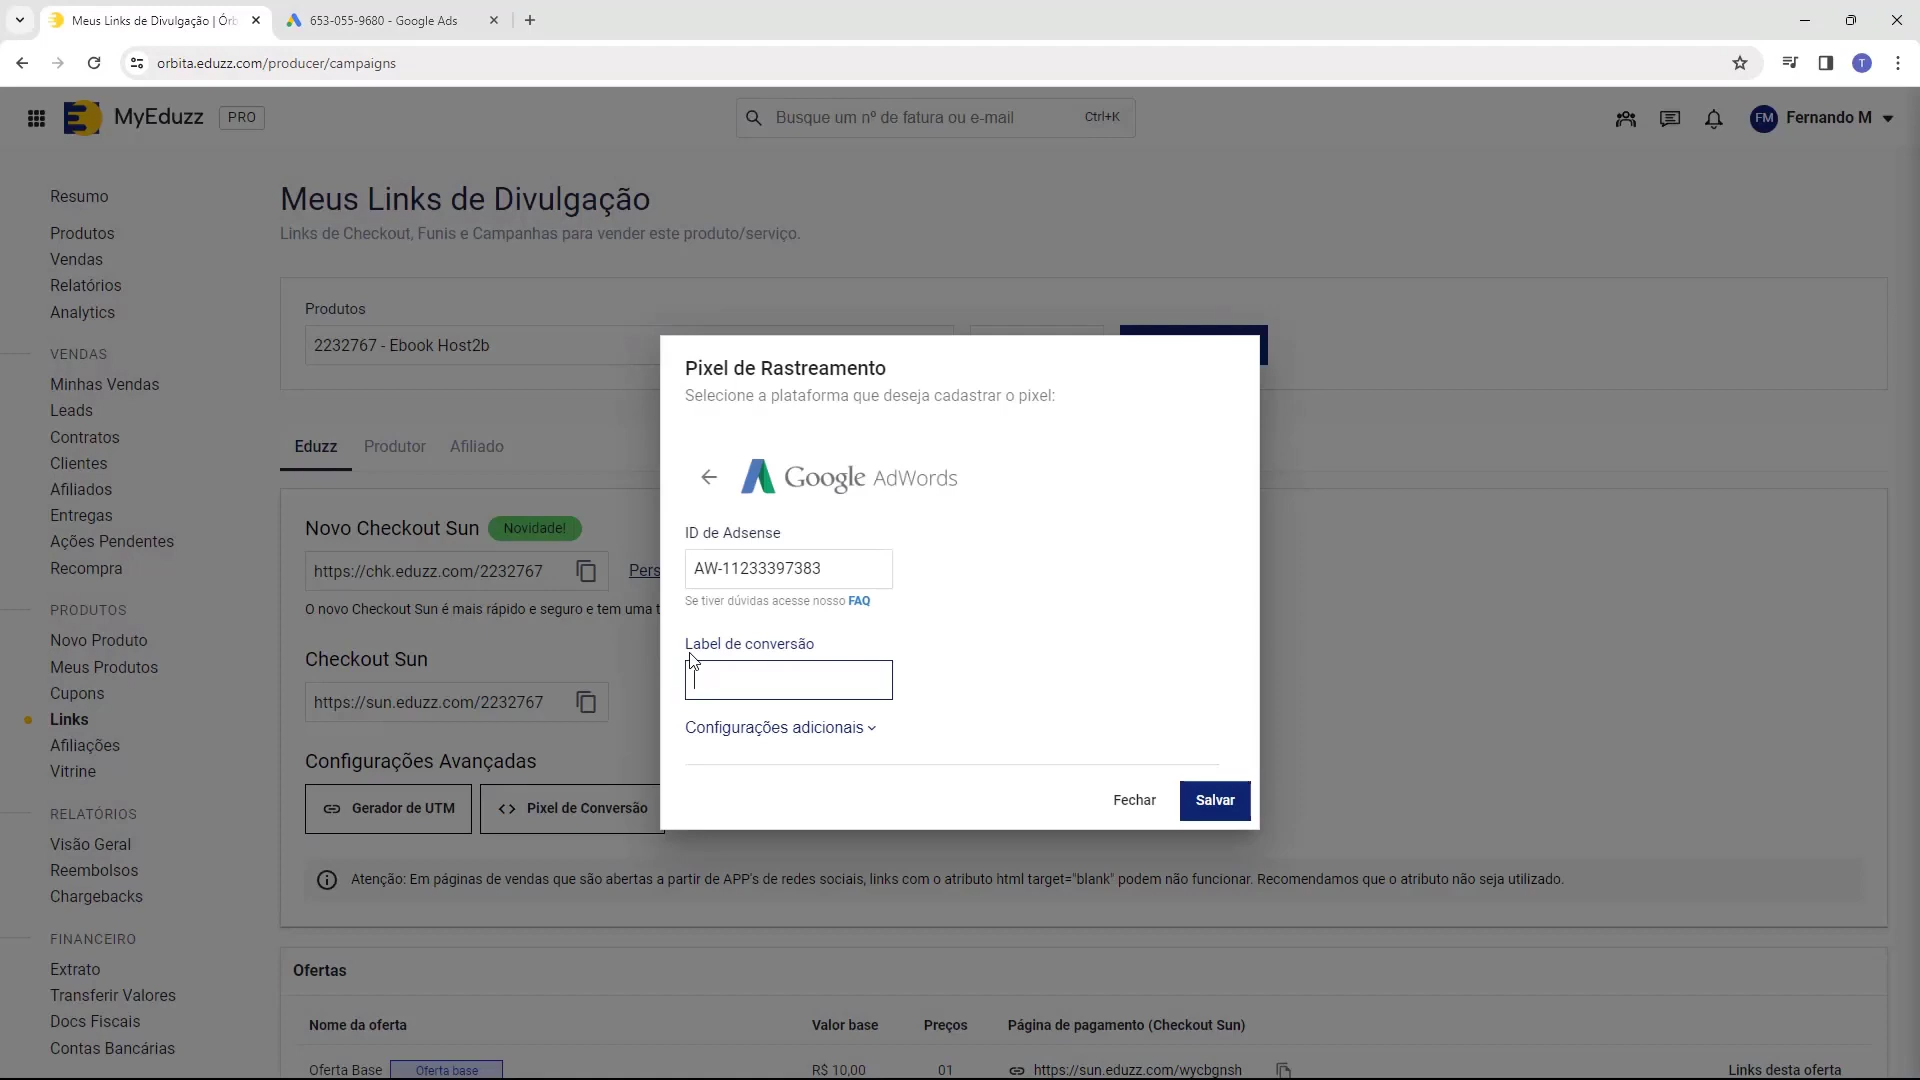 Meus Links de Divulgação | Órb
653-055-9680 - Google Ads
orbita.eduzz.com/producer/campaigns
T
MyEduzz
PRO
Busque um nº de fatura ou e-mail
Ctrl+K
FM
Fernando M
Resumo
Produtos
Vendas
Relatórios
Analytics
VENDAS
Minhas Vendas
Leads
Contratos
Clientes
Afiliados
Entregas
Ações Pendentes
Recompra
PRODUTOS
Novo Produto
Meus Produtos
Cupons
Links
Afiliações
Vitrine
RELATÓRIOS
Visão Geral
Reembolsos
Chargebacks
FINANCEIRO
Extrato
Transferir Valores
Docs Fiscais
Contas Bancárias
Meus Links de Divulgação
Links de Checkout, Funis e Campanhas para vender este produto/serviço.
Produtos
2232767 - Ebook Host2b
Eduzz
Produtor
Afiliado
Novo Checkout Sun
Novidade!
https://chk.eduzz.com/2232767
Pers
O novo Checkout Sun é mais rápido e seguro e tem uma t
Checkout Sun
https://sun.eduzz.com/2232767
Configurações Avançadas
Gerador de UTM
Pixel de Conversão
Atenção: Em páginas de vendas que são abertas a partir de APP's de redes sociais, links com o atributo html target="blank" podem não funcionar. Recomendamos que o atributo não seja utilizado.
Pixel de Rastreamento
Selecione a plataforma que deseja cadastrar o pixel:
Google AdWords
ID de Adsense
AW-11233397383
Se tiver dúvidas acesse nosso FAQ
Label de conversão
Configurações adicionais
Fechar
Salvar
Ofertas
Nome da oferta
Valor base
Preços
Página de pagamento (Checkout Sun)
Oferta Base
Oferta base
R$ 10,00
01
https://sun.eduzz.com/wycbgnsh
Links desta oferta